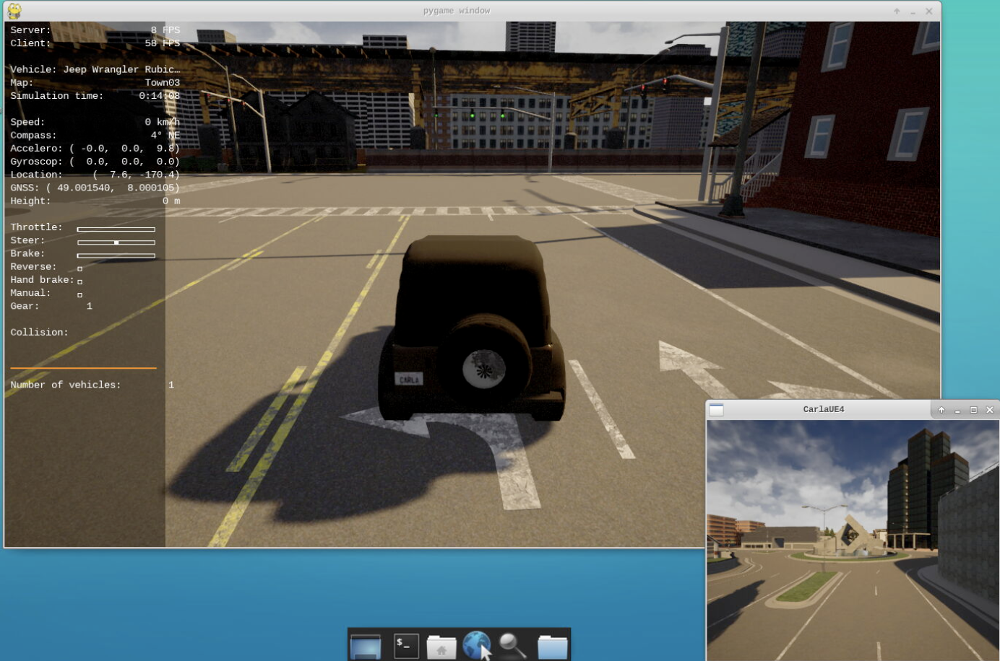 pygame window
Server: 8 FPS
Client: 58 FPS
Vehicle: Jeep Wrangler Rubic…
Map: Town03
Simulation time: 0:14:08
Speed: 0 km/h
Compass: 4° NE
Accelero: ( -0.0, 0.0, 9.8)
Gyroscop: ( 0.0, 0.0, 0.0)
Location: ( 7.6, -170.4)
GNSS: ( 49.001540, 8.000105)
Height: 0 m
Throttle:
Steer:
Brake:
Reverse:
Hand brake:
Manual:
Gear: 1
Collision:
Number of vehicles: 1
CARLA
CarlaUE4
$_